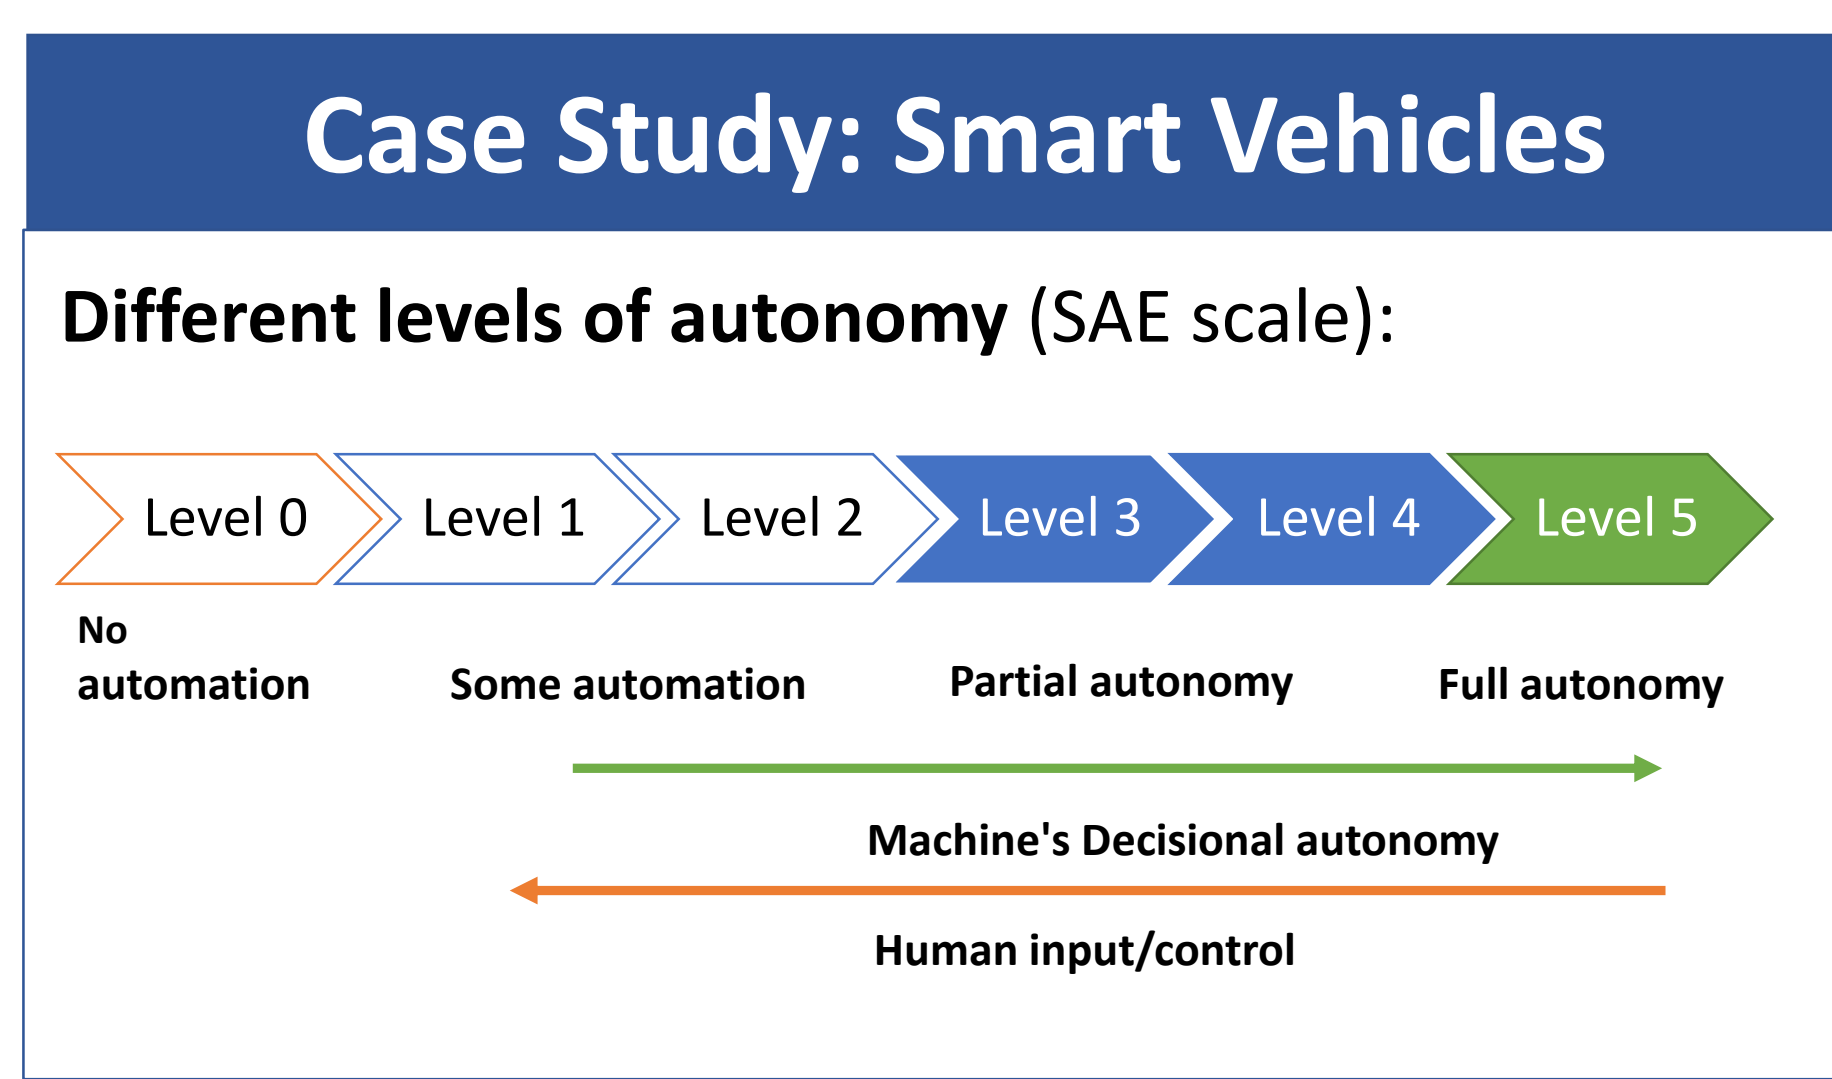 Case Study: Smart Vehicles
Different levels of autonomy (SAE scale):
Level 0
Level 1
Level 2
Level 3
Level 4
Level 5
No
automation
Some automation
Partial autonomy
Full autonomy
Machine's Decisional autonomy
Human input/control